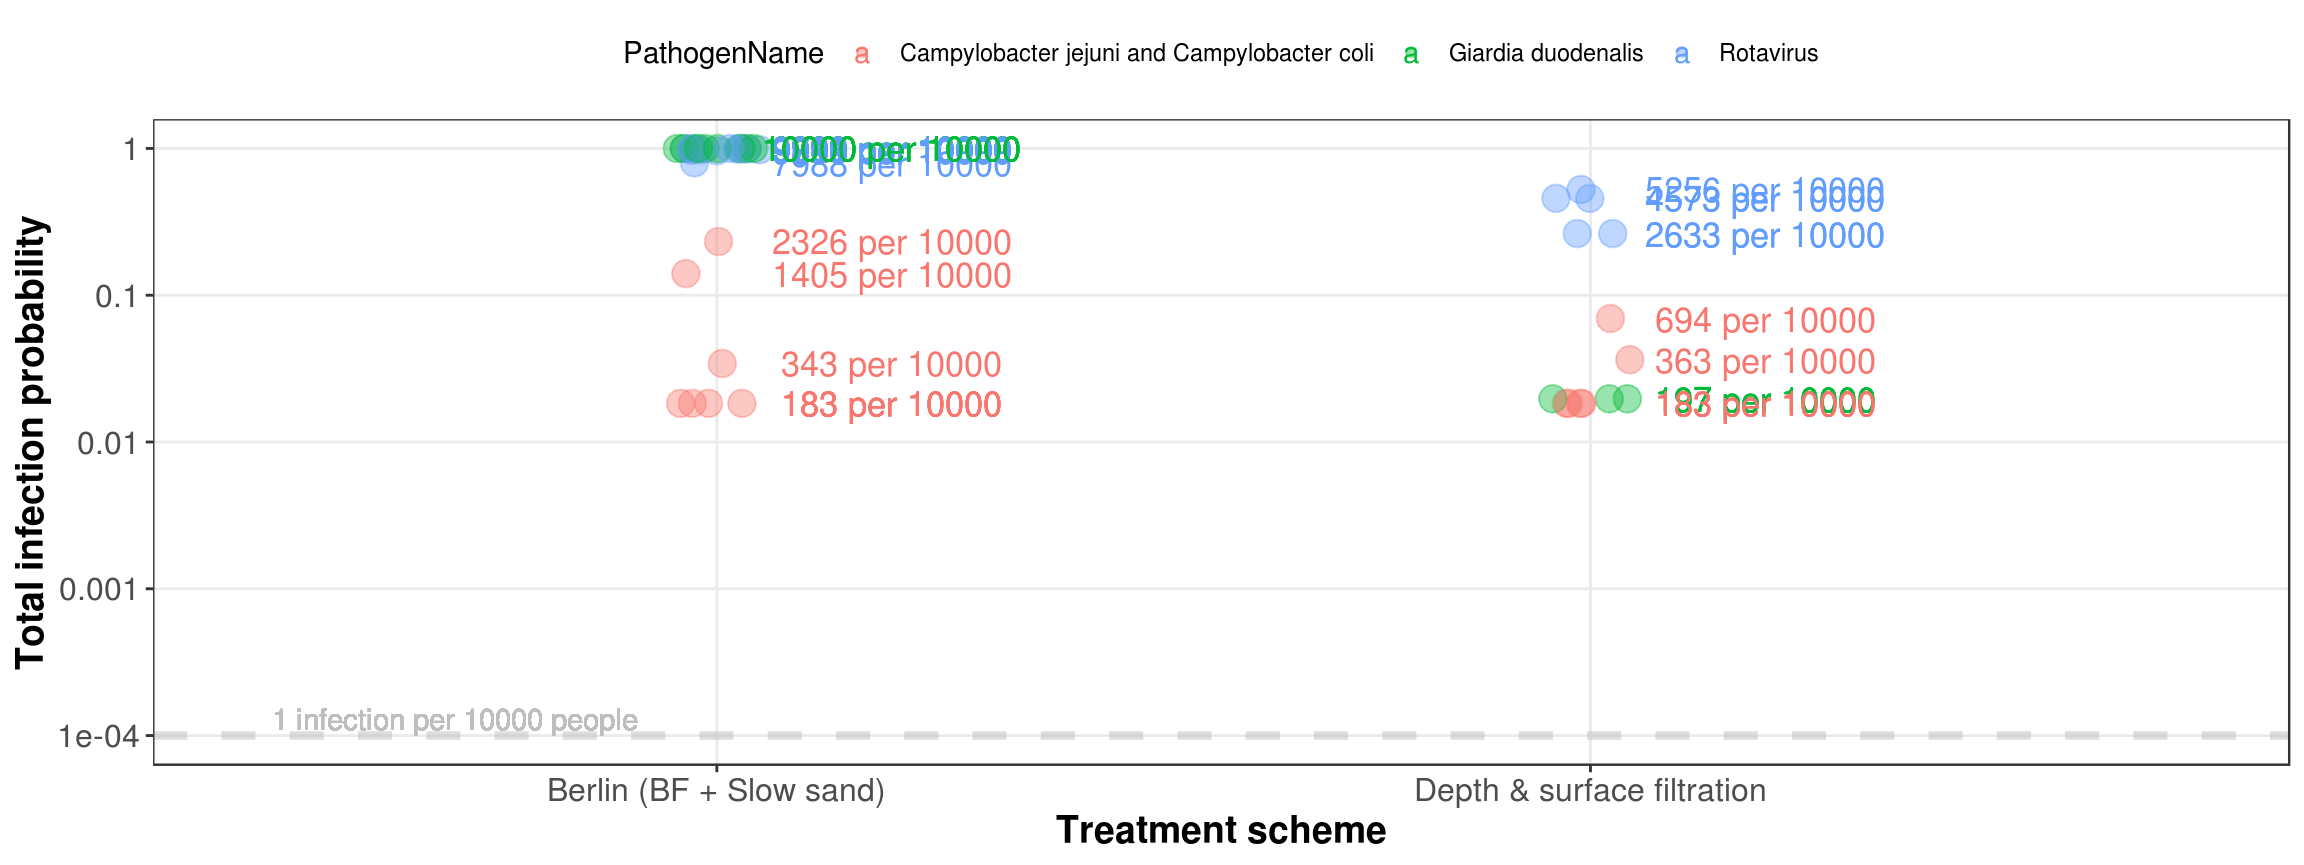 PathogenName a Campylobacter jejuni and Campylobacter coli a Giardia duodenalis a Rotavirus
Total infection probability
1
0.1
0.01
0.001
1e-04
10000 per 10000
7988 per 10000
2326 per 10000
1405 per 10000
343 per 10000
183 per 10000
5256 per 10000
4573 per 10000
2633 per 10000
694 per 10000
363 per 10000
197 per 10000
183 per 10000
1 infection per 10000 people
Berlin (BF + Slow sand) Depth & surface filtration
Treatment scheme